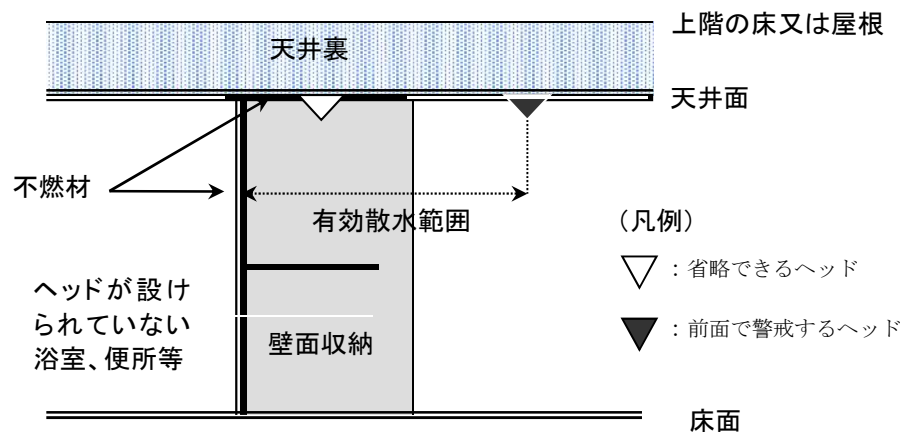 上階の床又は屋根
天井裏
天井面
不燃材
有効散水範囲
（凡例）
：省略できるヘッド
ヘッドが設け
られていない
浴室、便所等
壁面収納
：前面で警戒するヘッド
床面